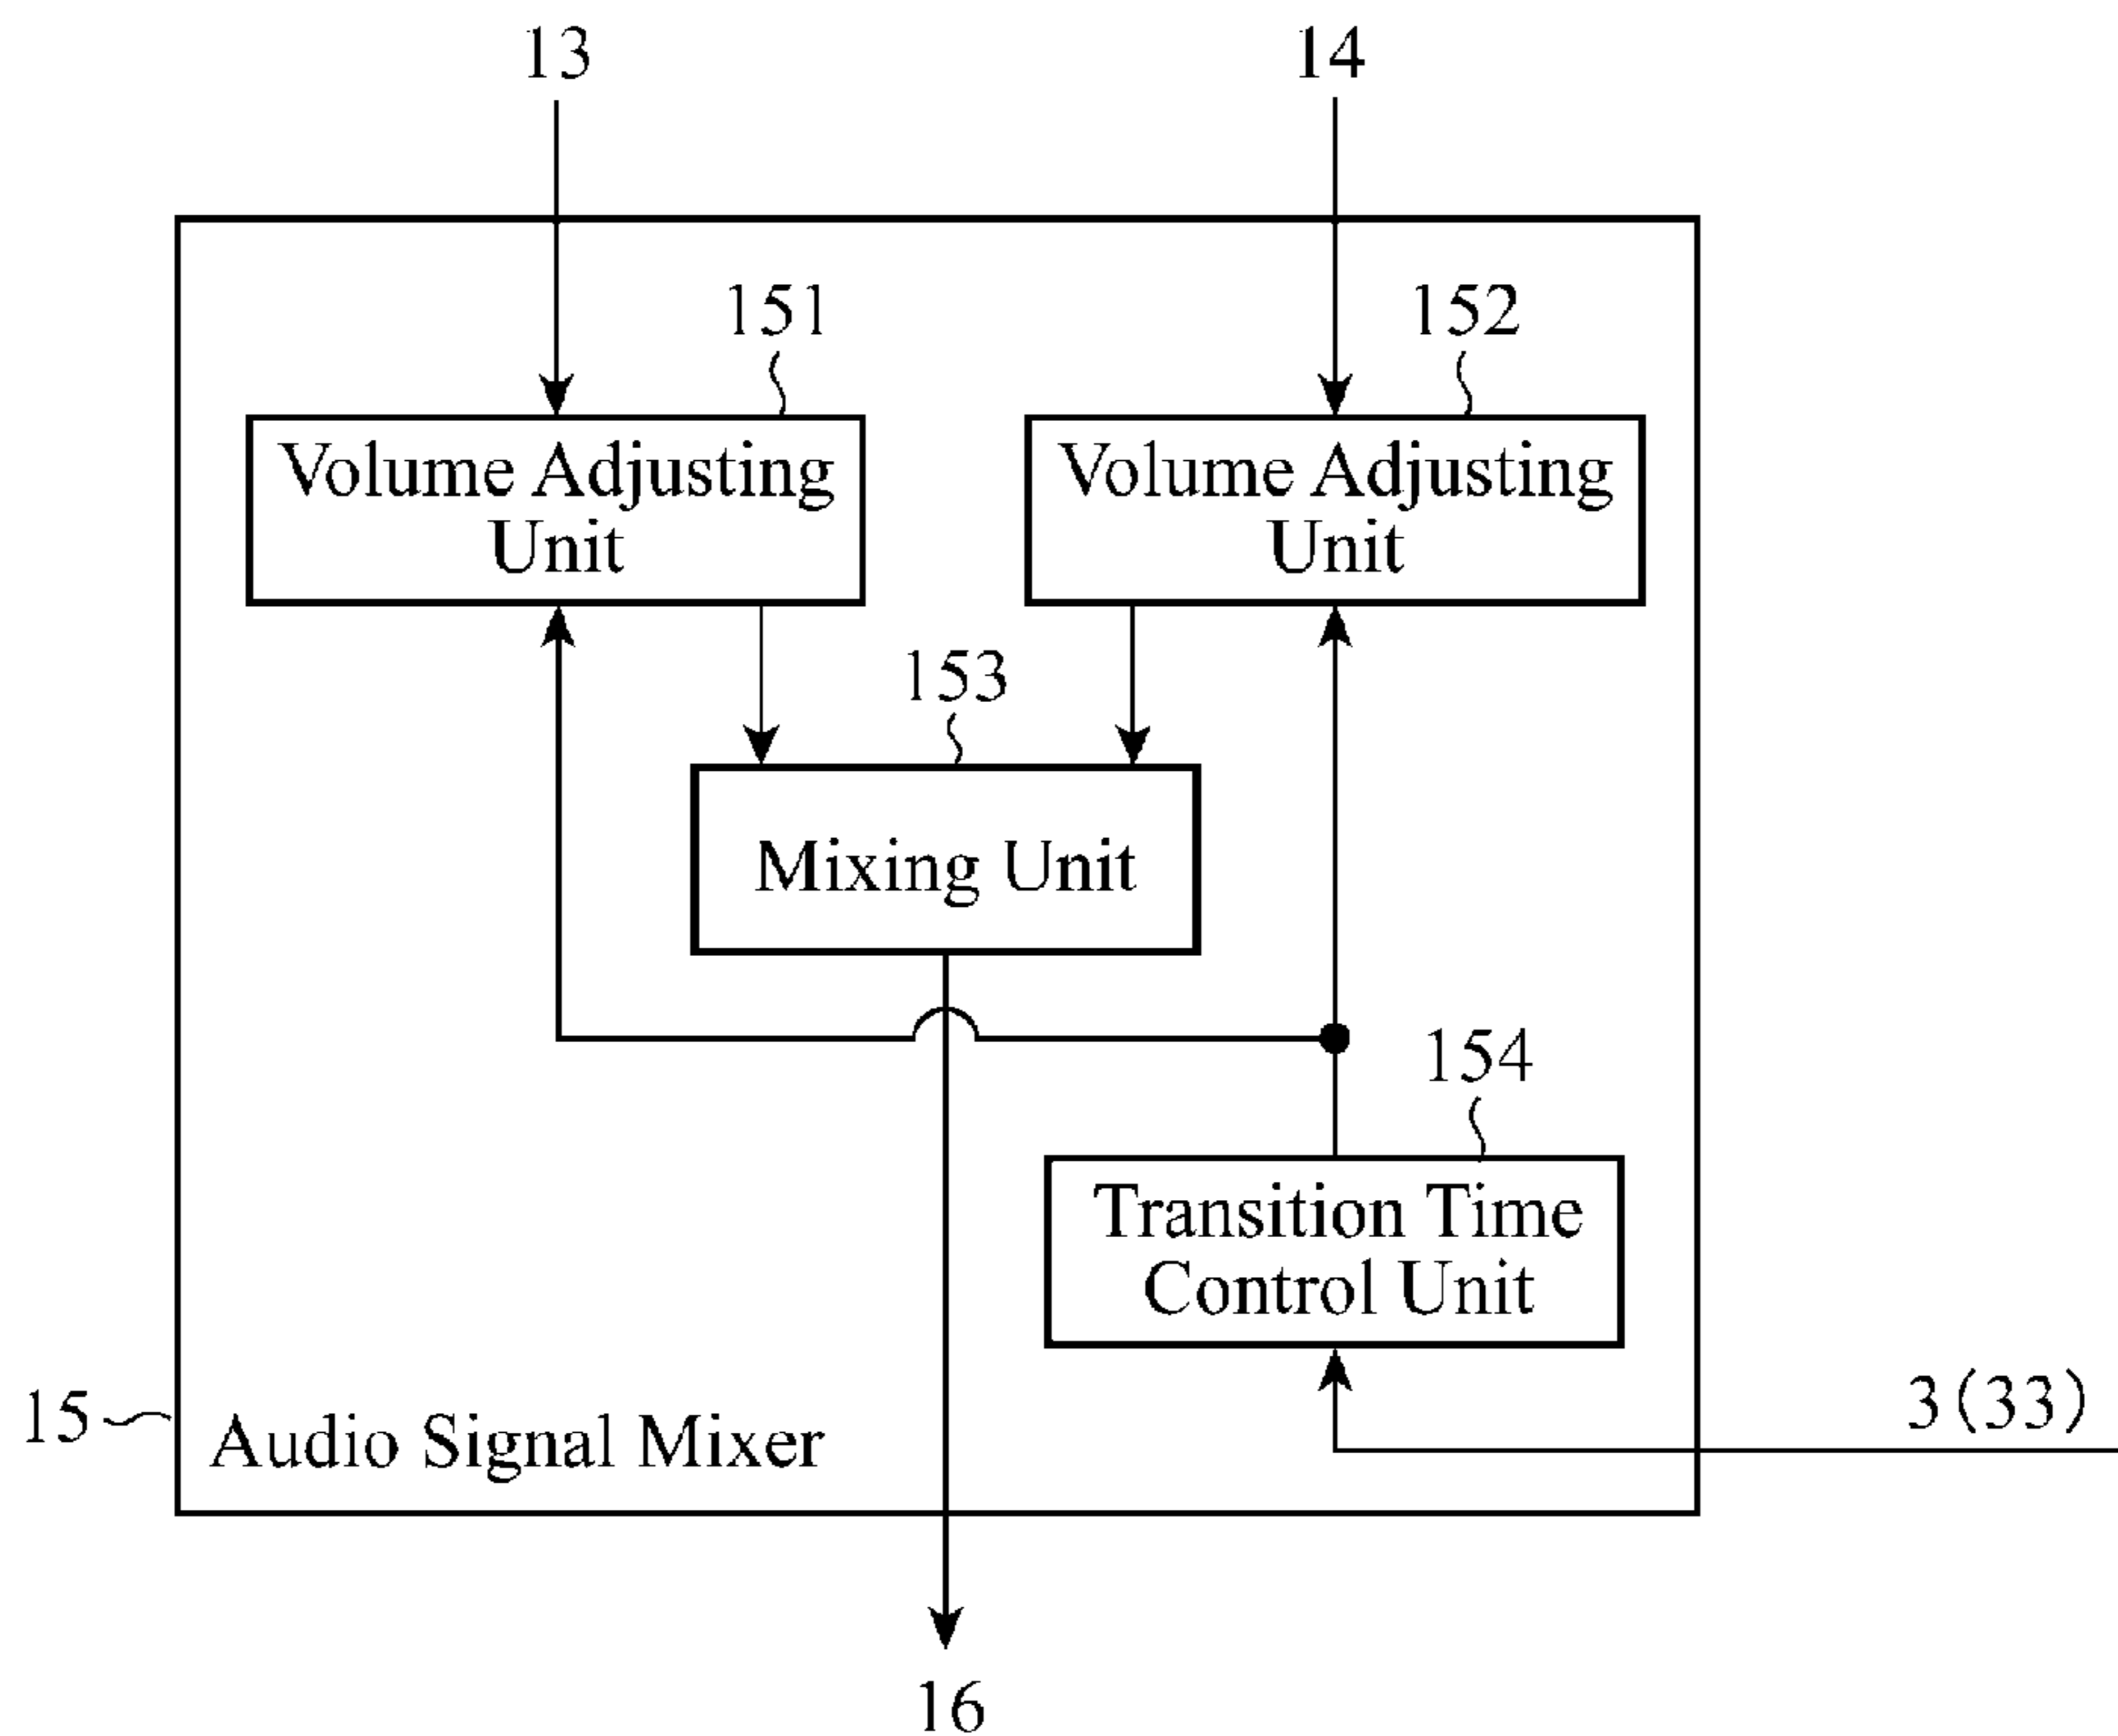 13
14
151
152
Volume Adjusting
Unit
Volume Adjusting
Unit
153
Mixing Unit
154
Transition Time
Control Unit
3(33)
15
Audio Signal Mixer
16